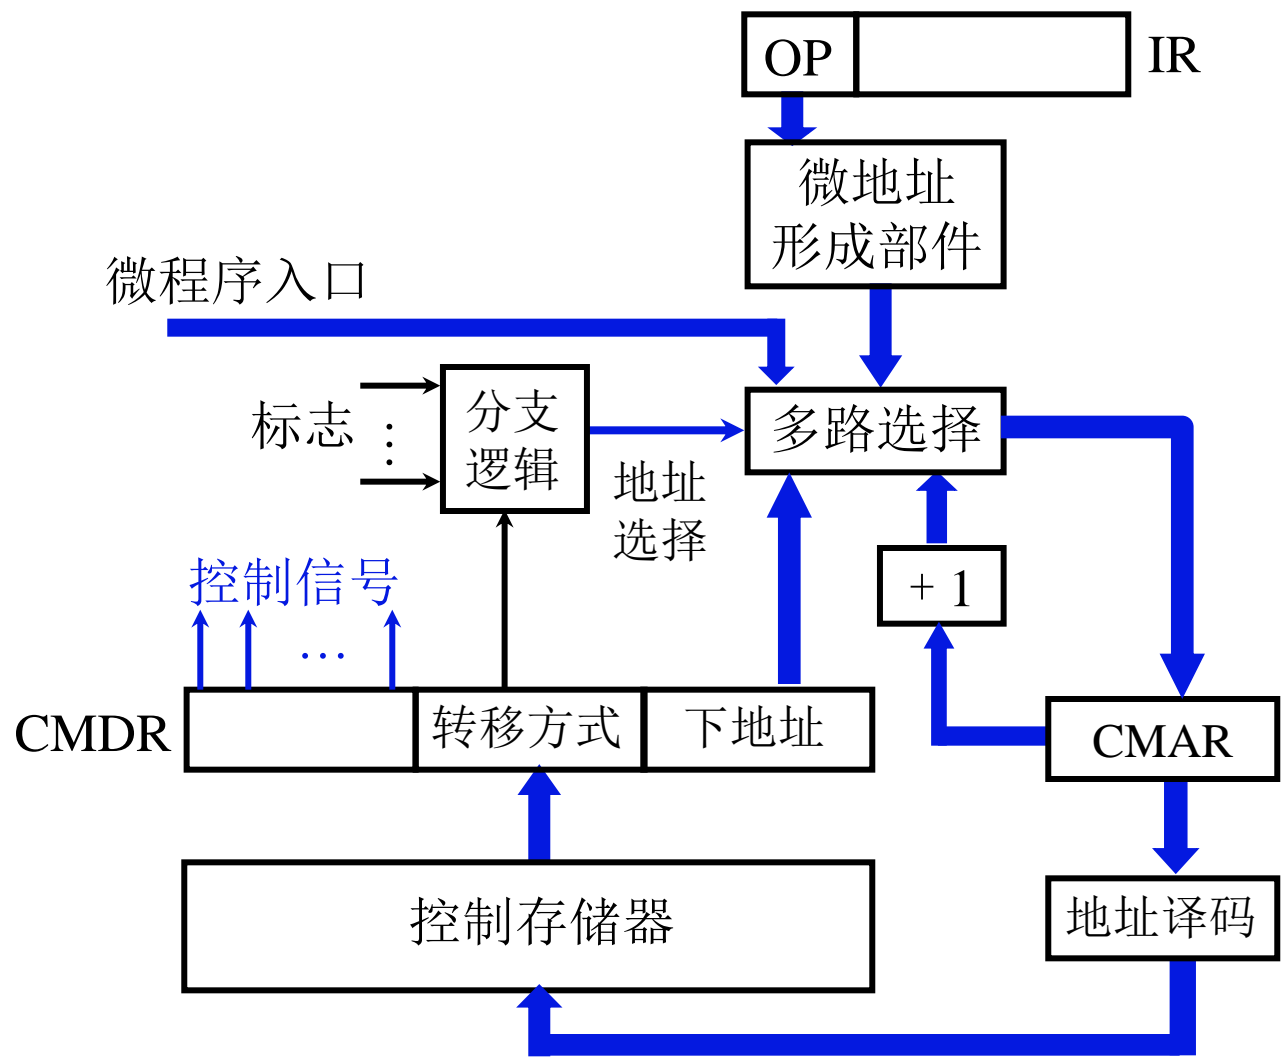 OP
IR
微地址
形成部件
微程序入口
标志
⋮
分支
逻辑
多路选择
地址
选择
控制信号
…
+ 1
CMDR
转移方式
下地址
CMAR
控制存储器
地址译码